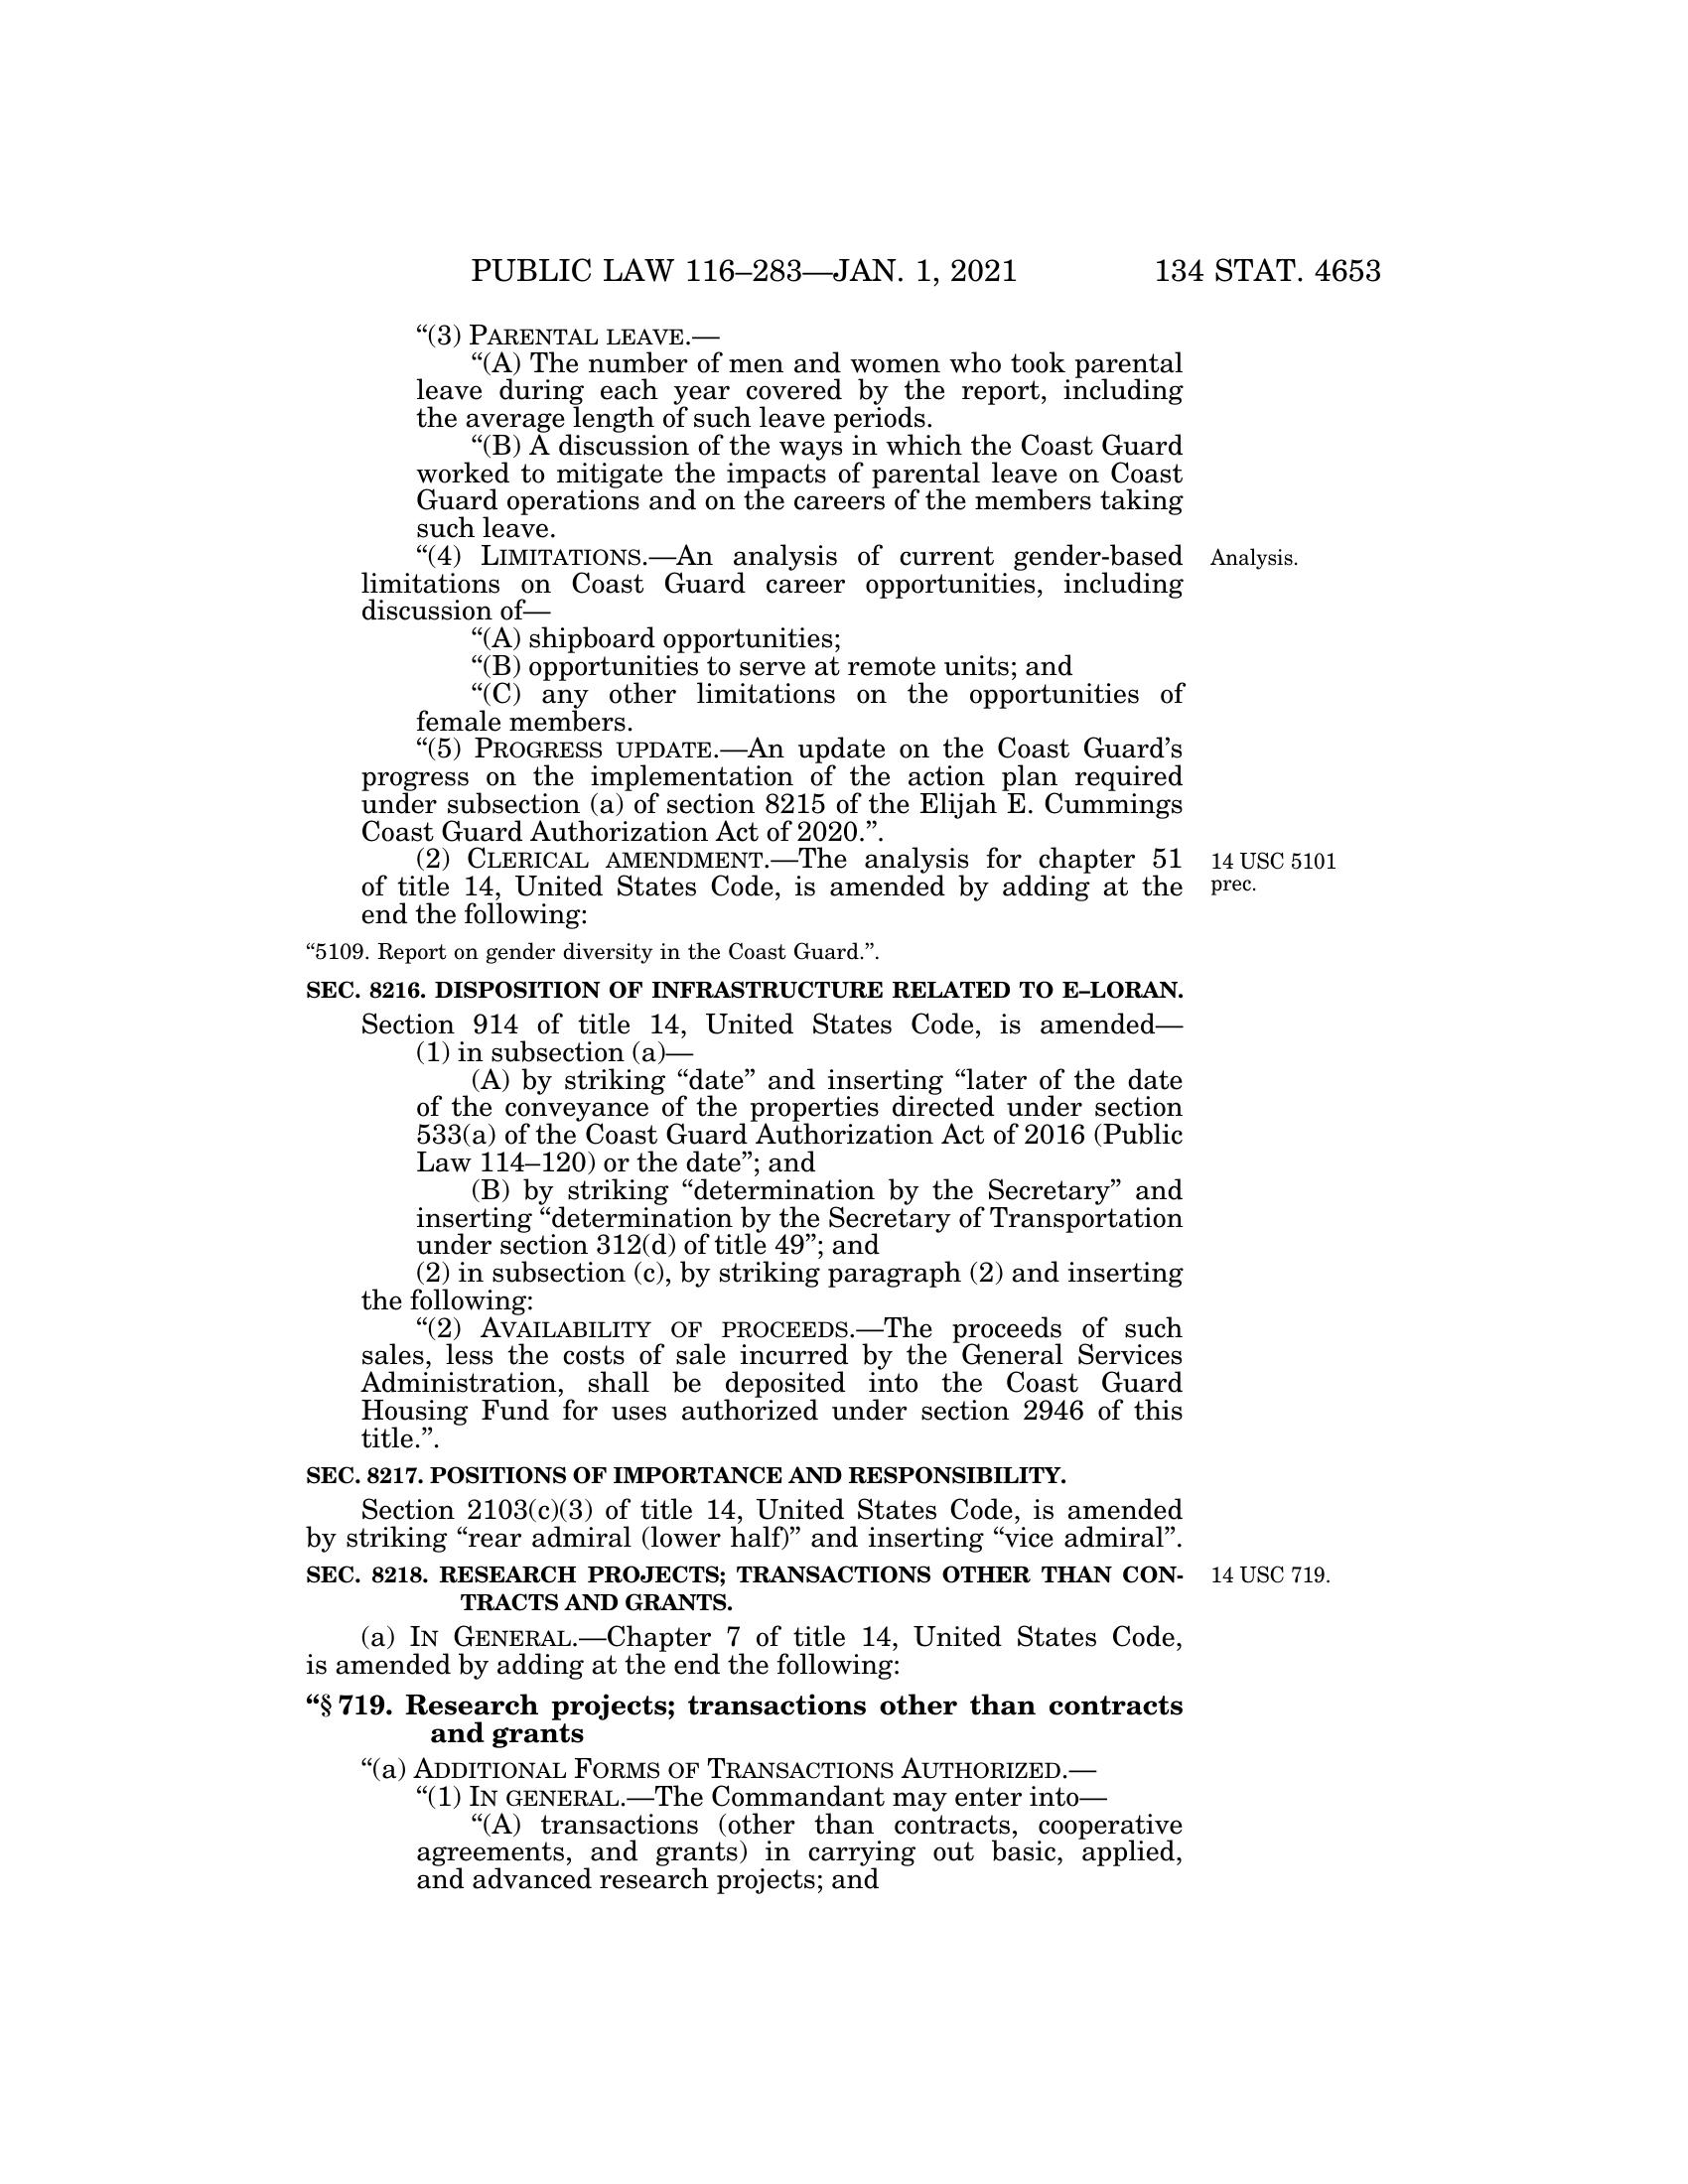 PUBLIC LAW 116–283—JAN. 1, 2021 134 STAT. 4653
“(3) PARENTAL LEAVE.—
“(A) The number of men and women who took parental
leave during each year covered by the report, including
the average length of such leave periods.
“(B) A discussion of the ways in which the Coast Guard
worked to mitigate the impacts of parental leave on Coast
Guard operations and on the careers of the members taking
such leave.
“(4) LIMITATIONS.—An analysis of current gender-based
limitations on Coast Guard career opportunities, including
discussion of—
“(A) shipboard opportunities;
“(B) opportunities to serve at remote units; and
“(C) any other limitations on the opportunities of
female members.
“(5) PROGRESS UPDATE.—An update on the Coast Guard’s
progress on the implementation of the action plan required
under subsection (a) of section 8215 of the Elijah E. Cummings
Coast Guard Authorization Act of 2020.”.
(2) CLERICAL AMENDMENT.—The analysis for chapter 51
of title 14, United States Code, is amended by adding at the
end the following:
“5109. Report on gender diversity in the Coast Guard.”.
SEC. 8216. DISPOSITION OF INFRASTRUCTURE RELATED TO E–LORAN.
Section 914 of title 14, United States Code, is amended—
(1) in subsection (a)—
(A) by striking “date” and inserting “later of the date
of the conveyance of the properties directed under section
533(a) of the Coast Guard Authorization Act of 2016 (Public
Law 114–120) or the date”; and
(B) by striking “determination by the Secretary” and
inserting “determination by the Secretary of Transportation
under section 312(d) of title 49”; and
(2) in subsection (c), by striking paragraph (2) and inserting
the following:
“(2) AVAILABILITY OF PROCEEDS.—The proceeds of such
sales, less the costs of sale incurred by the General Services
Administration, shall be deposited into the Coast Guard
Housing Fund for uses authorized under section 2946 of this
title.”.
SEC. 8217. POSITIONS OF IMPORTANCE AND RESPONSIBILITY.
Section 2103(c)(3) of title 14, United States Code, is amended
by striking “rear admiral (lower half)” and inserting “vice admiral”.
SEC. 8218. RESEARCH PROJECTS; TRANSACTIONS OTHER THAN CON-
TRACTS AND GRANTS.
(a) IN GENERAL.—Chapter 7 of title 14, United States Code,
is amended by adding at the end the following:
“§ 719. Research projects; transactions other than contracts
and grants
“(a) ADDITIONAL FORMS OF TRANSACTIONS AUTHORIZED.—
“(1) IN GENERAL.—The Commandant may enter into—
“(A) transactions (other than contracts, cooperative
agreements, and grants) in carrying out basic, applied,
and advanced research projects; and
Analysis.
14 USC 5101
prec.
14 USC 719.